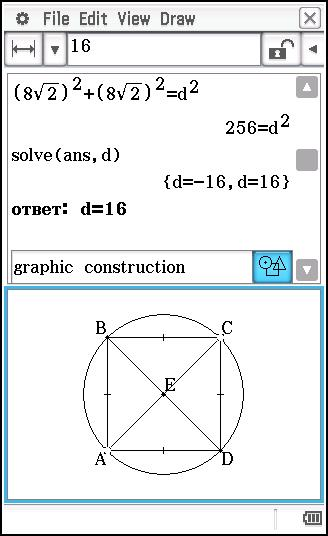 File Edit View Draw
16
(8√2)²+(8√2)²=d²
256=d²
solve(ans,d)
{d=-16,d=16}
ответ: d=16
graphic construction
B
C
E
A
D